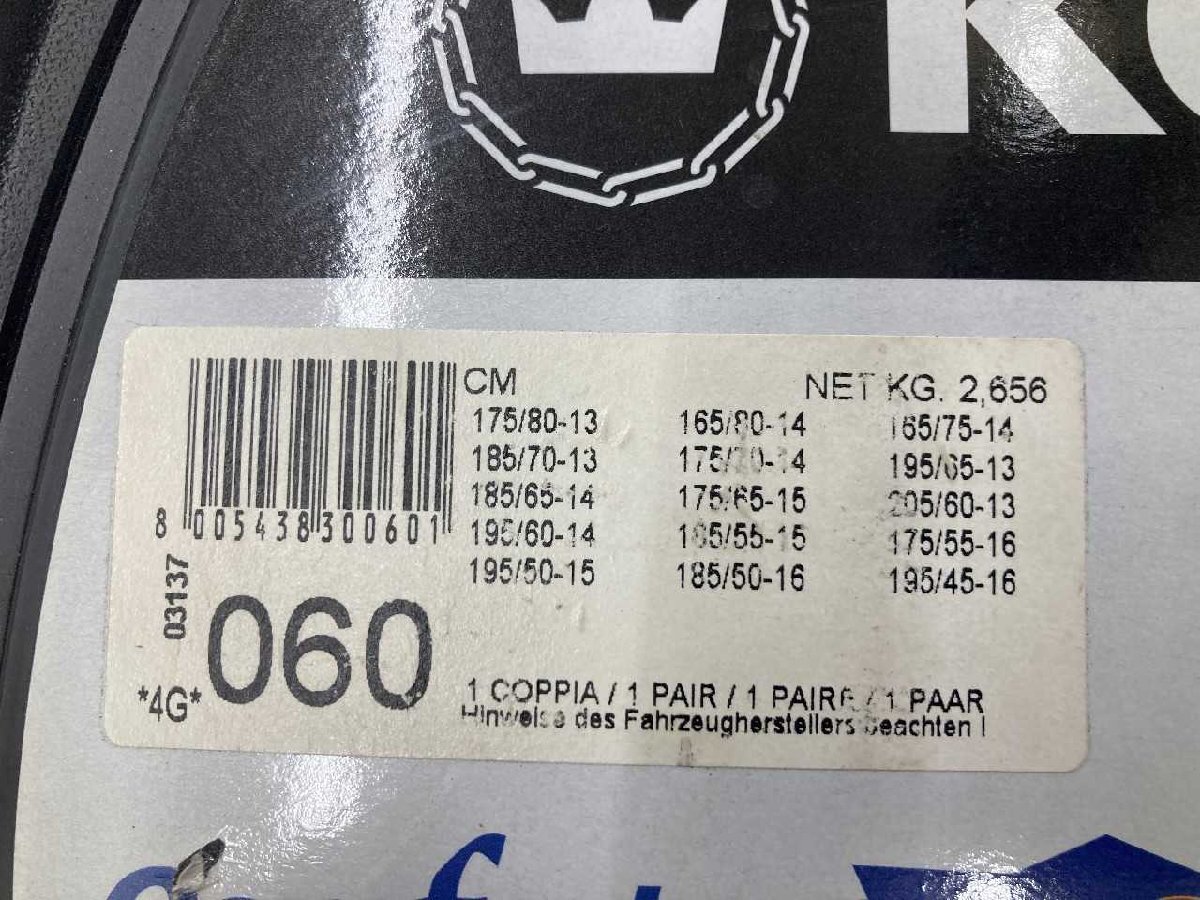 CM NET KG. 2,656
175/80-13 165/80-14 165/75-14
185/70-13 175/70-14 195/65-13
185/65-14 175/65-15 205/60-13
195/60-14 175/55-16
195/50-15 185/50-16 195/45-16
8 005438 300601
03137
060
*4G*
1 COPPIA / 1 PAIR / 1 PAIRE / 1 PAAR
Hinweise des Fahrzeugherstellers beachten !